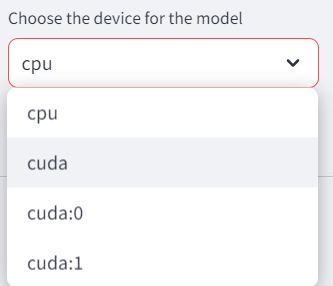 Choose the device for the model
cpu
cpu
cuda
cuda:0
cuda:1